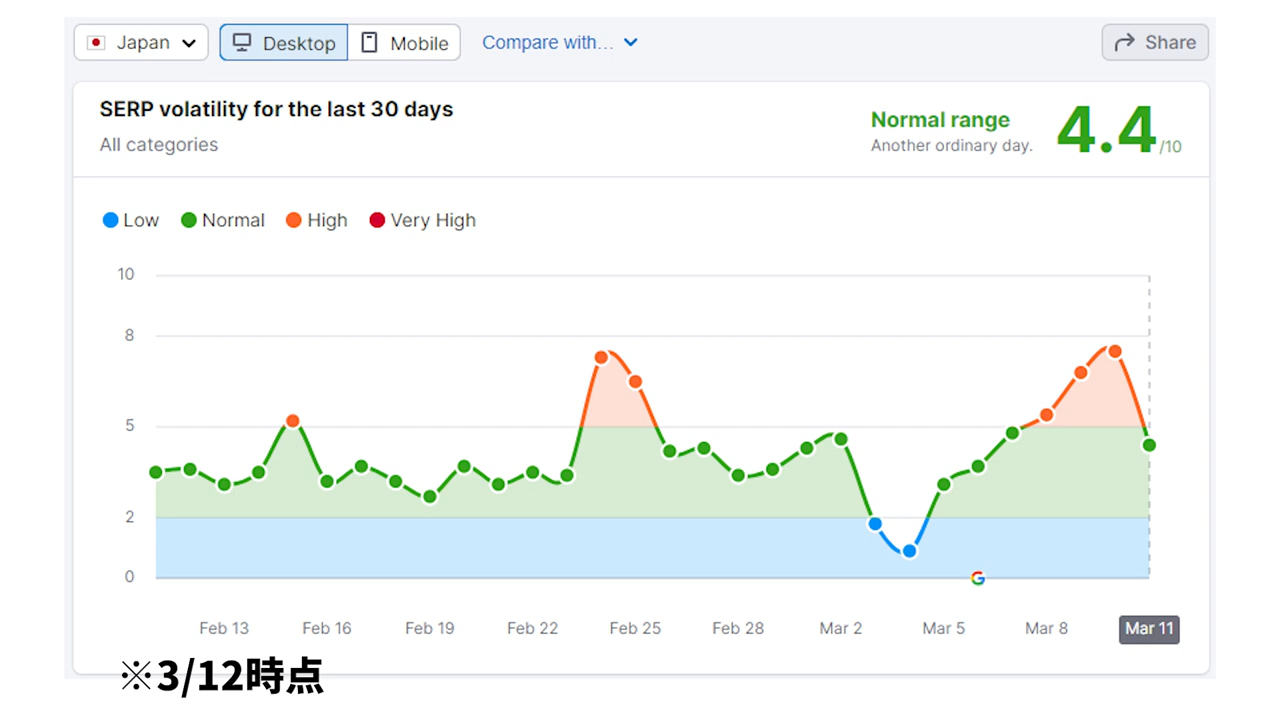 Japan Desktop Mobile Compare with... Share
SERP volatility for the last 30 days
All categories
Normal range
Another ordinary day.
4.4/10
Low Normal High Very High
10
8
5
2
0
Feb 13 Feb 16 Feb 19 Feb 22 Feb 25 Feb 28 Mar 2 Mar 5 Mar 8 Mar 11
※3/12時点